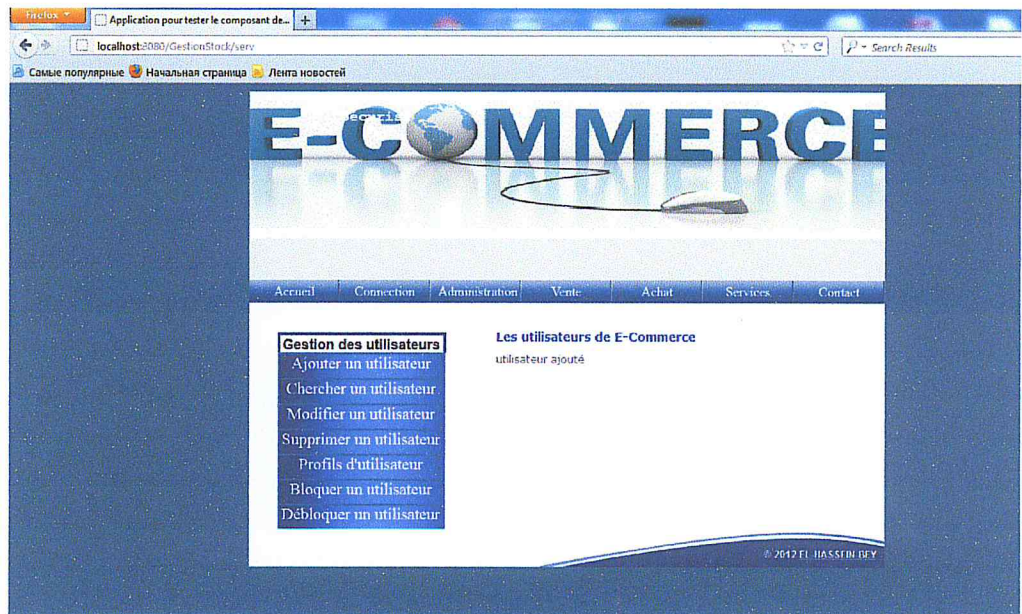 Firefox
Application pour tester le composant de... +
localhost:8080/GestionStock/serv
Search Results
Самые популярные Начальная страница Лента новостей
E-COMMERCE
Accueil Connection Administration Vente Achat Services Contact
Gestion des utilisateurs
Ajouter un utilisateur
Chercher un utilisateur
Modifier un utilisateur
Supprimer un utilisateur
Profils d'utilisateur
Bloquer un utilisateur
Débloquer un utilisateur
Les utilisateurs de E-Commerce
utilisateur ajouté
© 2012 EL HASSEIN BEY